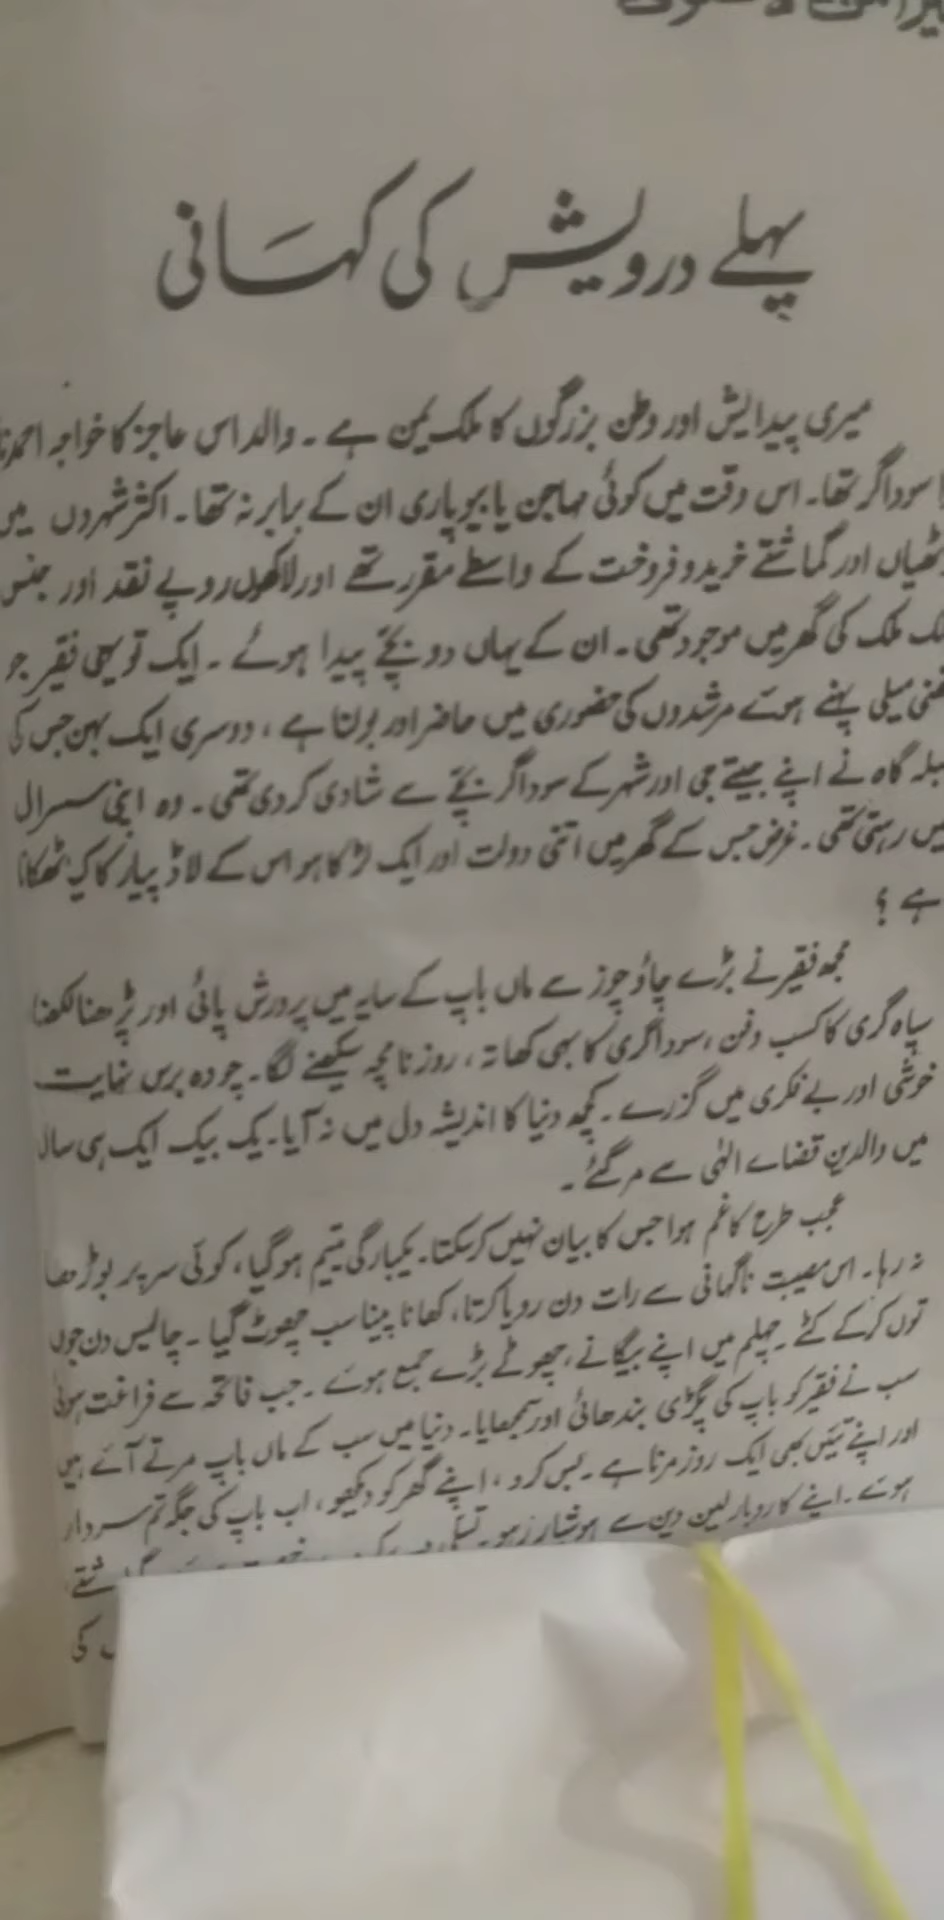 پہلے درویش کی کہانی
میری پیدائش اور وطن بزرگوں کا ملک یمن ہے۔ والد اس عاجز کا خواجہ احمد
سوداگر تھا۔ اس وقت میں کوئی مہاجن یا بیوپاری ان کے برابر نہ تھا۔ اکثر شہروں میں
اور گماشتے خرید و فروخت کے واسطے مقرر تھے اور لاکھوں روپے نقد اور جنس
ملک کی گھر میں موجود تھی۔ ان کے یہاں دو بچے پیدا ہوئے۔ ایک تو یہی فقیر جو
میلی پہنے ہوئے مرشدوں کی حضوری میں حاضر اور بولتا ہے، دوسری ایک بہن جس کی
گاہ نے اپنے جیتے جی اور شہر کے سوداگر بچے سے شادی کر دی تھی۔ وہ اپنی سسرال
میں رہتی تھی۔ غرض جس کے گھر میں اتنی دولت اور ایک لڑکا ہو اس کے لاڈ پیار کا کیا ٹھکانا
ہے؟
مجھ فقیر نے بڑے چاؤ چوز سے ماں باپ کے سایہ میں پرورش پائی اور پڑھنا لکھنا
سپاہ گری کا کسب و فن، سوداگری کا بہی کھاتہ، روزنامچہ سیکھنے لگا۔ چودہ برس نہایت
خوشی اور بے فکری میں گزرے۔ کچھ دنیا کا اندیشہ دل میں نہ آیا۔ یک بیک ایک ہی سال
میں والدین قضاے الٰہی سے مر گئے۔
عجب طرح کا غم ہوا جس کا بیان نہیں کر سکتا۔ یکبارگی یتیم ہو گیا، کوئی سر پر بوڑھا
نہ رہا۔ اس مصیبت ناگہانی سے رات دن رویا کرتا، کھانا پینا سب چھوٹ گیا۔ چالیس دن جوں
توں کر کے کٹے۔ چہلم میں اپنے بیگانے، چھوٹے بڑے جمع ہوئے۔ جب فاتحہ سے فراغت ہوئی
سب نے فقیر کو باپ کی پگڑی بندھائی اور سمجھایا۔ دنیا میں سب کے ماں باپ مرتے آئے ہیں
اور اپنے تئیں بھی ایک روز مرنا ہے۔ بس کرو، اپنے گھر کو دیکھو، اب باپ کی جگہ تم سردار
ہوئے۔ اپنے کاروبار لین دین سے ہوشیار رہو۔ تسلی
کی